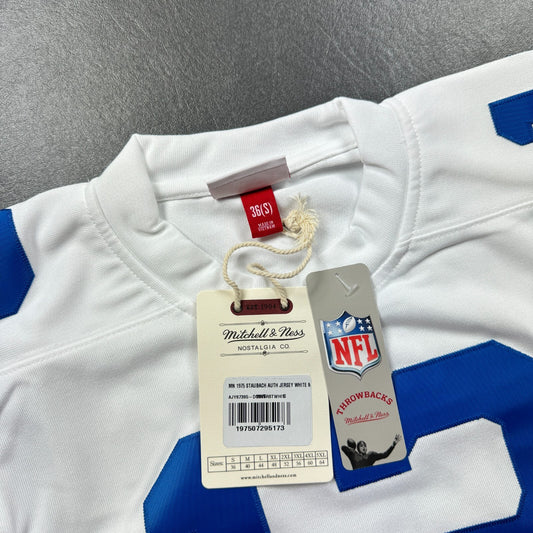 36(S)
MADE IN
VIETNAM
EST. 1904
Mitchell & Ness
NOSTALGIA CO.
MN 1975 STAUBACH AUTH JERSEY WHITE
197507295173
Sizes: S M L XL 2XL 3XL 4XL 5XL
36 40 44 48 52 56 60 64
www.mitchellandness.com
NFL
THROWBACKS
Mitchell & Ness